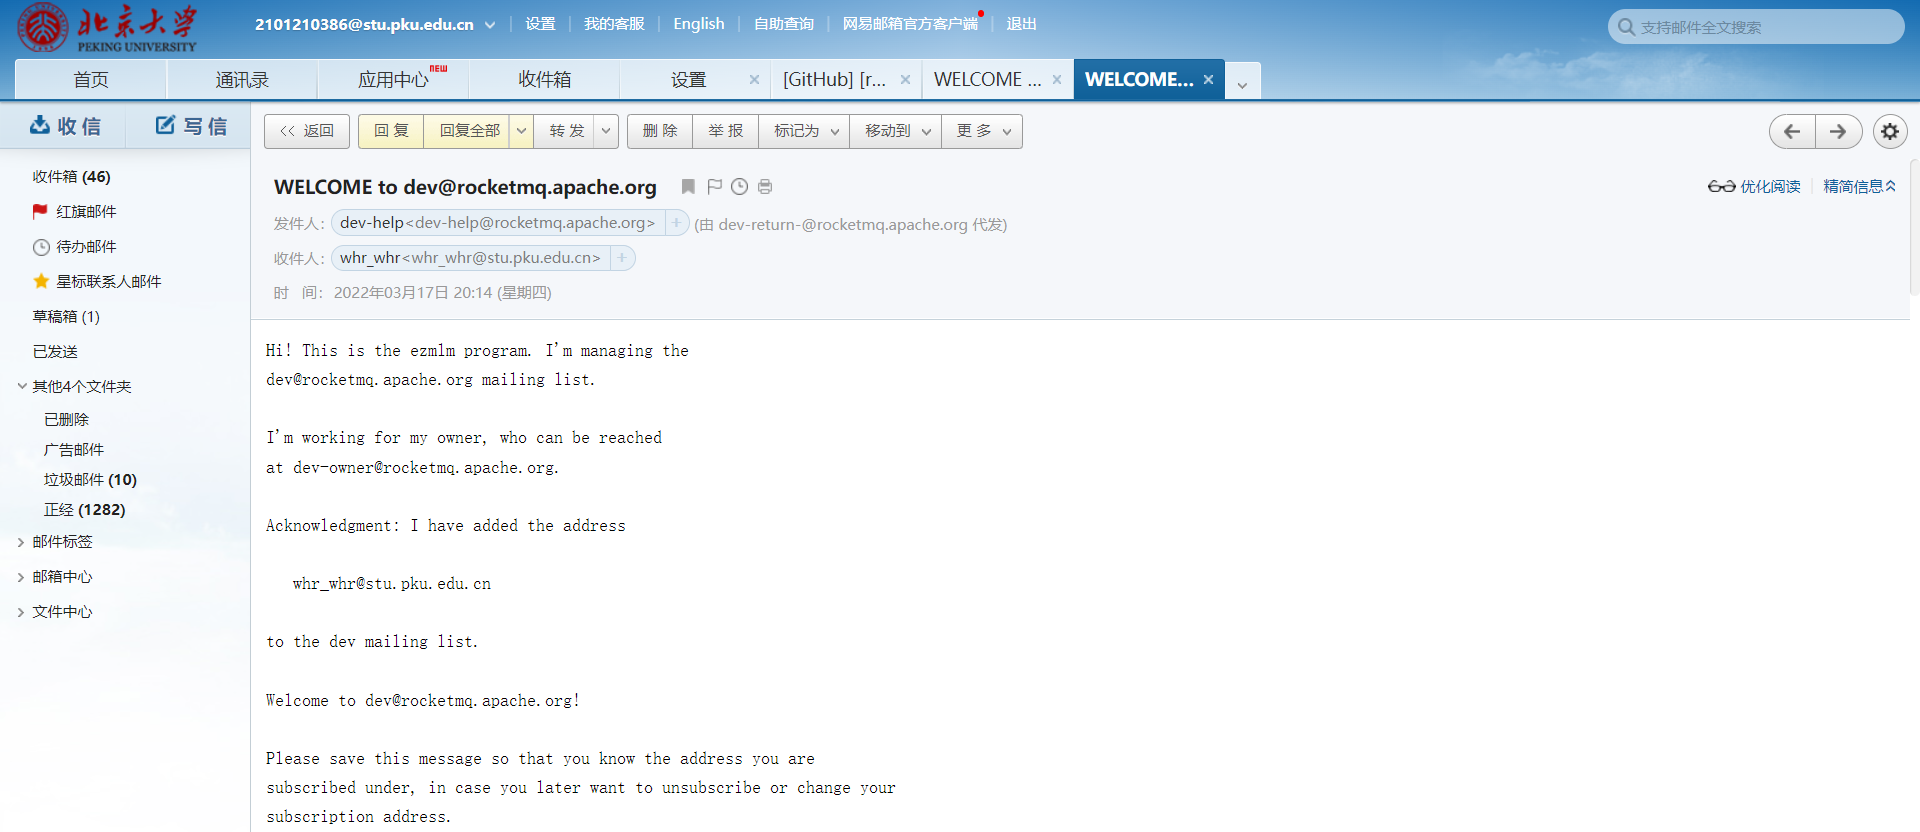 北京大学
PEKING UNIVERSITY
2101210386@stu.pku.edu.cn 设置 我的客服 English 自助查询 网易邮箱官方客户端 退出
支持邮件全文搜索
首页 通讯录 应用中心 NEW 收件箱 设置 × [GitHub] [r... × WELCOME ... × WELCOME... ×
收信 写信
<< 返回 回复 回复全部 转发 删除 举报 标记为 移动到 更多
收件箱 (46)
红旗邮件
待办邮件
星标联系人邮件
草稿箱 (1)
已发送
其他4个文件夹
已删除
广告邮件
垃圾邮件 (10)
正经 (1282)
邮件标签
邮箱中心
文件中心
WELCOME to dev@rocketmq.apache.org
优化阅读 精简信息
发件人： dev-help<dev-help@rocketmq.apache.org> + (由 dev-return-@rocketmq.apache.org 代发)
收件人： whr_whr<whr_whr@stu.pku.edu.cn> +
时 间： 2022年03月17日 20:14 (星期四)
Hi! This is the ezmlm program. I'm managing the
dev@rocketmq.apache.org mailing list.
I'm working for my owner, who can be reached
at dev-owner@rocketmq.apache.org.
Acknowledgment: I have added the address
whr_whr@stu.pku.edu.cn
to the dev mailing list.
Welcome to dev@rocketmq.apache.org!
Please save this message so that you know the address you are
subscribed under, in case you later want to unsubscribe or change your
subscription address.